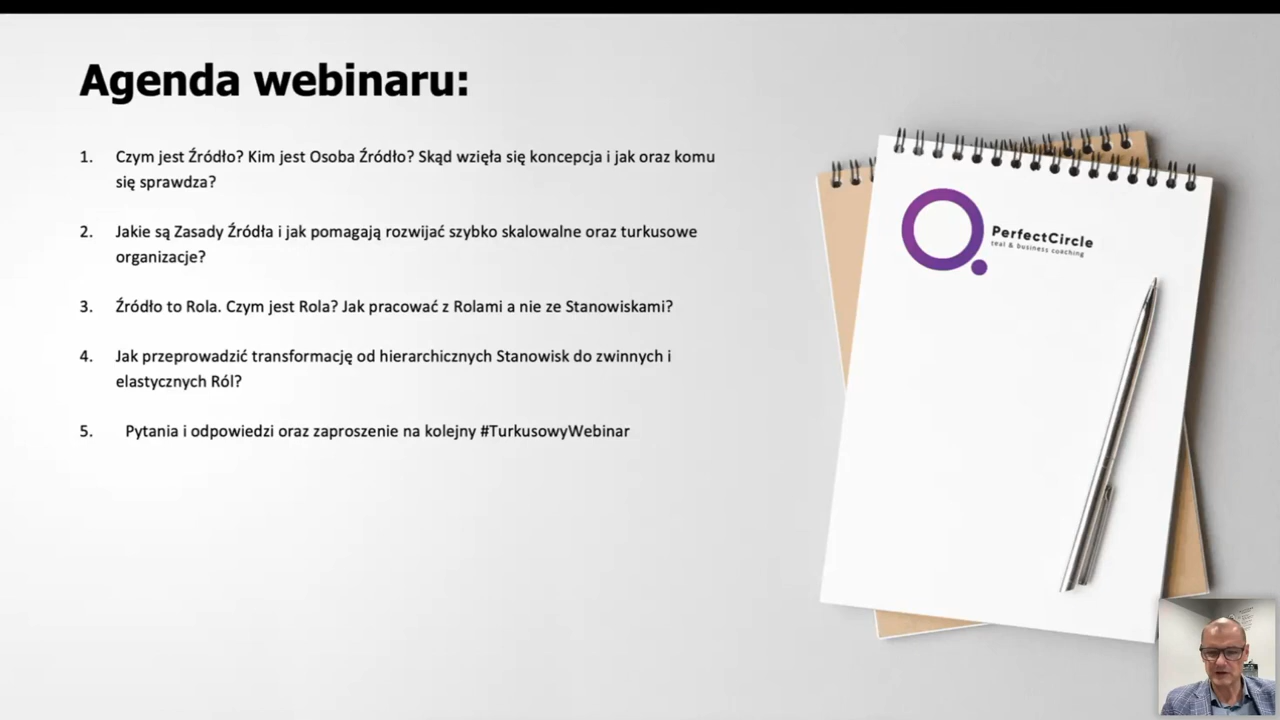 Agenda webinaru:
1. Czym jest Źródło? Kim jest Osoba Źródło? Skąd wzięła się koncepcja i jak oraz komu
się sprawdza?
2. Jakie są Zasady Źródła i jak pomagają rozwijać szybko skalowalne oraz turkusowe
organizacje?
3. Źródło to Rola. Czym jest Rola? Jak pracować z Rolami a nie ze Stanowiskami?
4. Jak przeprowadzić transformację od hierarchicznych Stanowisk do zwinnych i
elastycznych Ról?
5. Pytania i odpowiedzi oraz zaproszenie na kolejny #TurkusowyWebinar
PerfectCircle
teal & business coaching